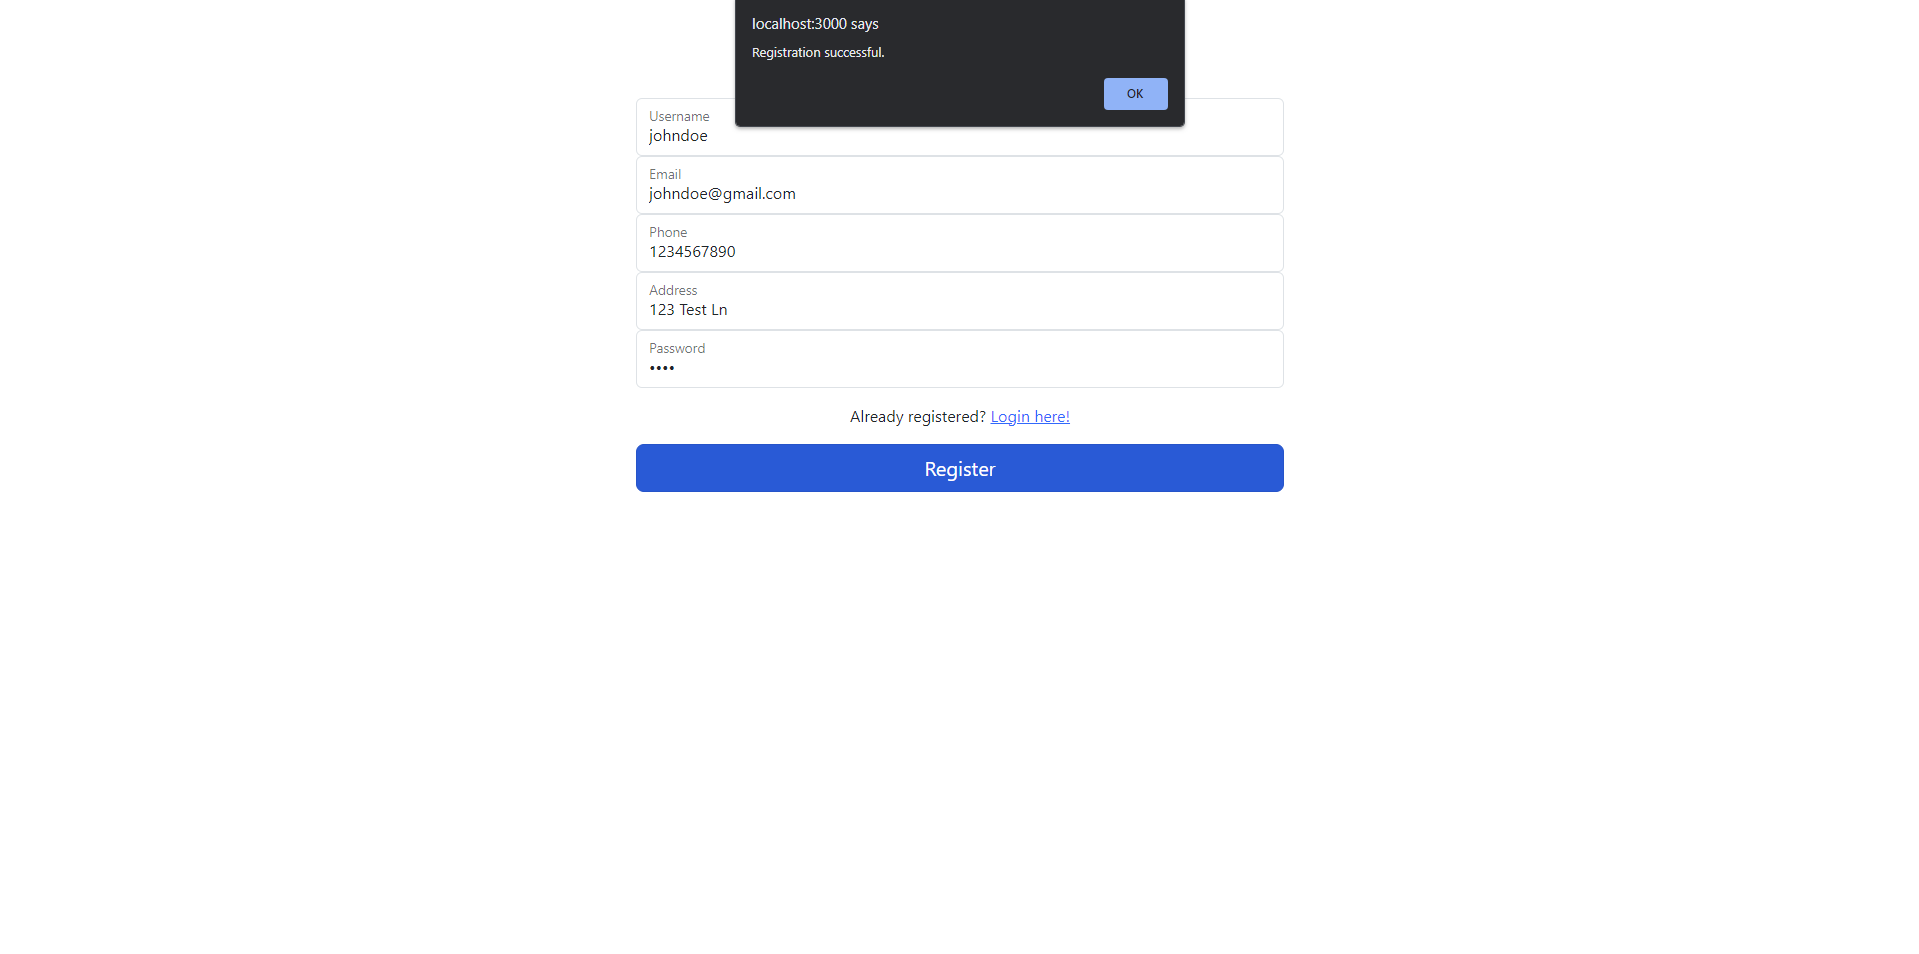 localhost:3000 says
Registration successful.
OK
Username
johndoe
Email
johndoe@gmail.com
Phone
1234567890
Address
123 Test Ln
Password
••••
Already registered? Login here!
Register